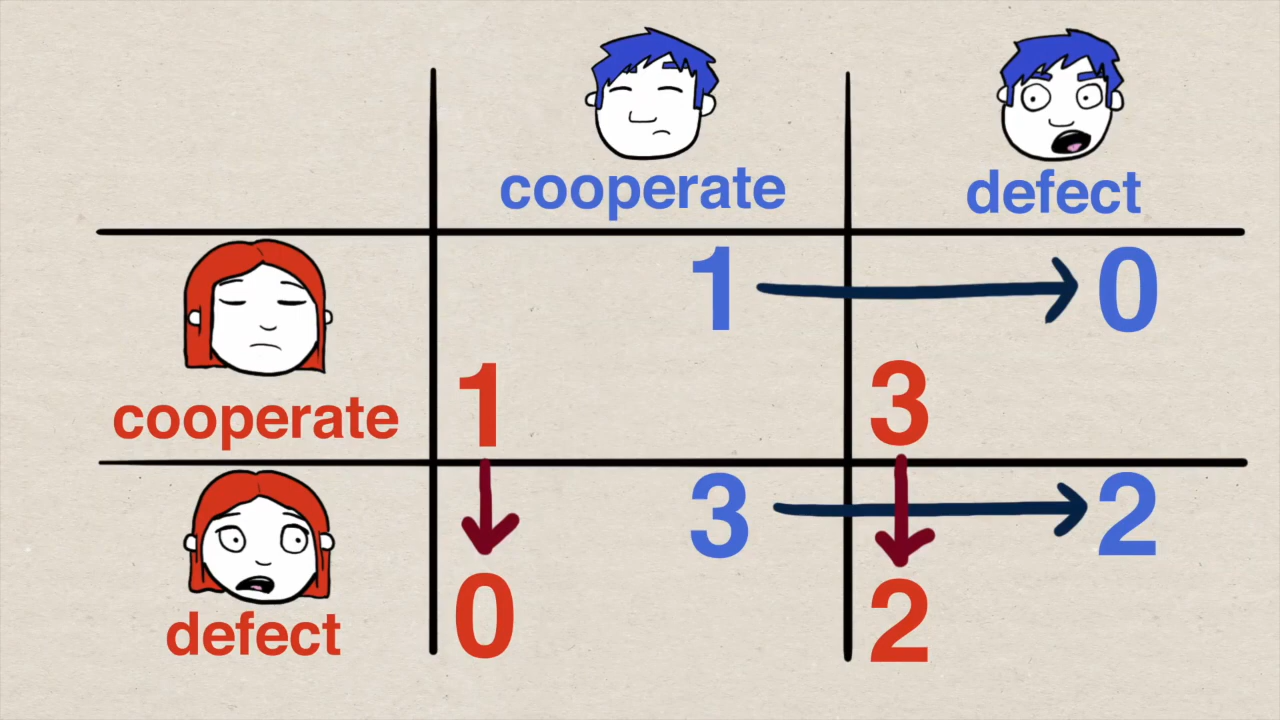 cooperate defect
1 0
cooperate 1 3
3 2
defect 0 2